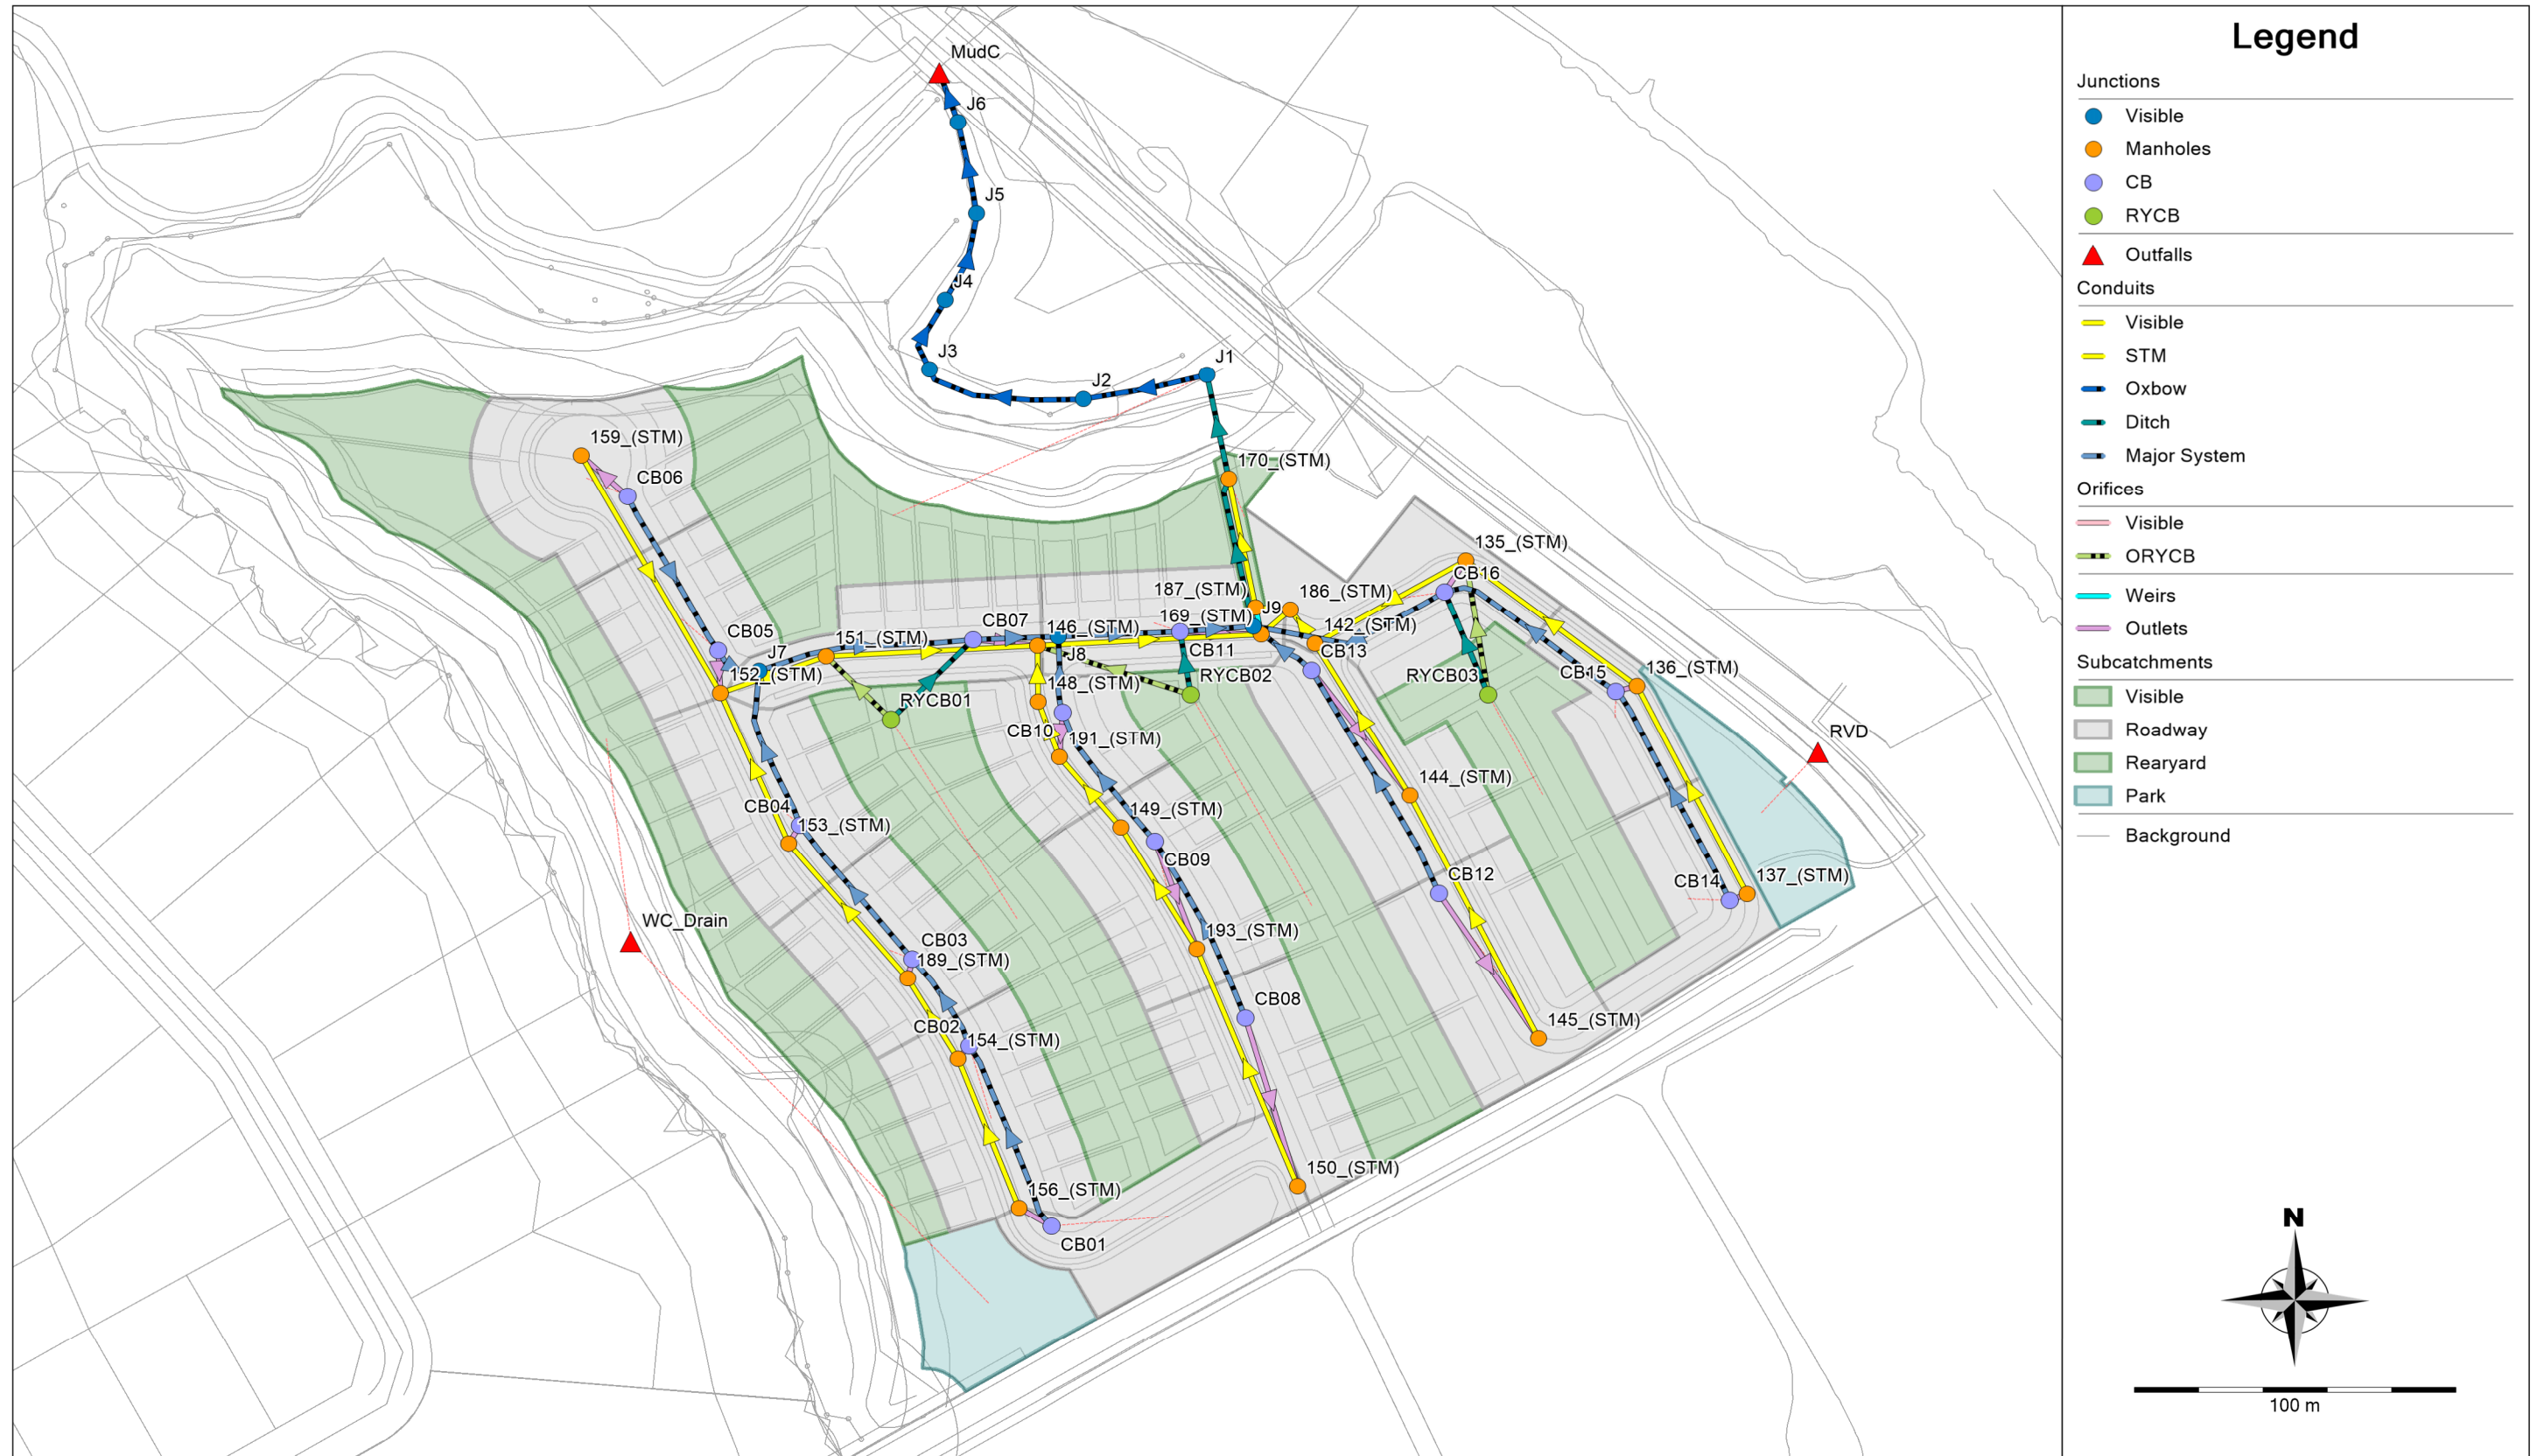 MudC
J6
J5
J4
J3
J2
J1
159_(STM)
CB06
170_(STM)
135_(STM)
CB16
187_(STM)
186_(STM)
J9
169_(STM)
142_(STM)
CB07
146_(STM)
151_(STM)
CB05
J7
J8
CB11
CB13
152_(STM)
RYCB01
148_(STM)
RYCB02
RYCB03
CB15
136_(STM)
CB10
191_(STM)
RVD
144_(STM)
CB04
153_(STM)
149_(STM)
CB09
CB12
CB14
137_(STM)
WC_Drain
CB03
189_(STM)
193_(STM)
CB08
CB02
154_(STM)
145_(STM)
150_(STM)
156_(STM)
CB01
Legend
Junctions
Visible
Manholes
CB
RYCB
Outfalls
Conduits
Visible
STM
Oxbow
Ditch
Major System
Orifices
Visible
ORYCB
Weirs
Outlets
Subcatchments
Visible
Roadway
Rearyard
Park
Background
N
100 m